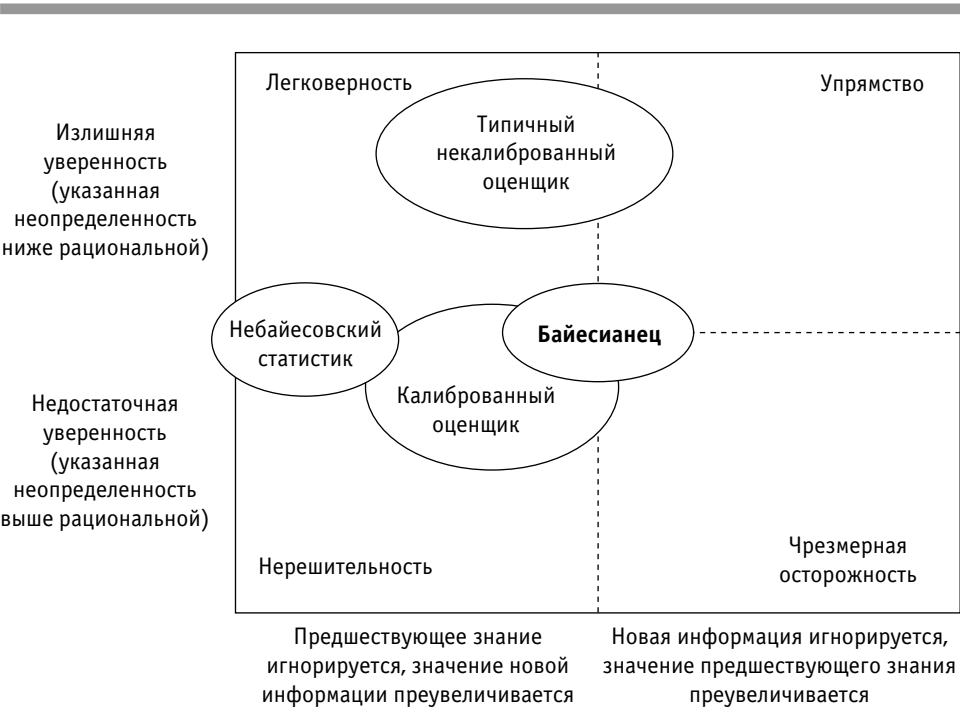 Легковерность
Упрямство
Типичный
некалиброванный
оценщик
Излишняя
уверенность
(указанная
неопределенность
ниже рациональной)
Небайесовский
статистик
Байесианец
Калиброванный
оценщик
Недостаточная
уверенность
(указанная
неопределенность
выше рациональной)
Нерешительность
Чрезмерная
осторожность
Предшествующее знание
игнорируется, значение новой
информации преувеличивается
Новая информация игнорируется,
значение предшествующего знания
преувеличивается